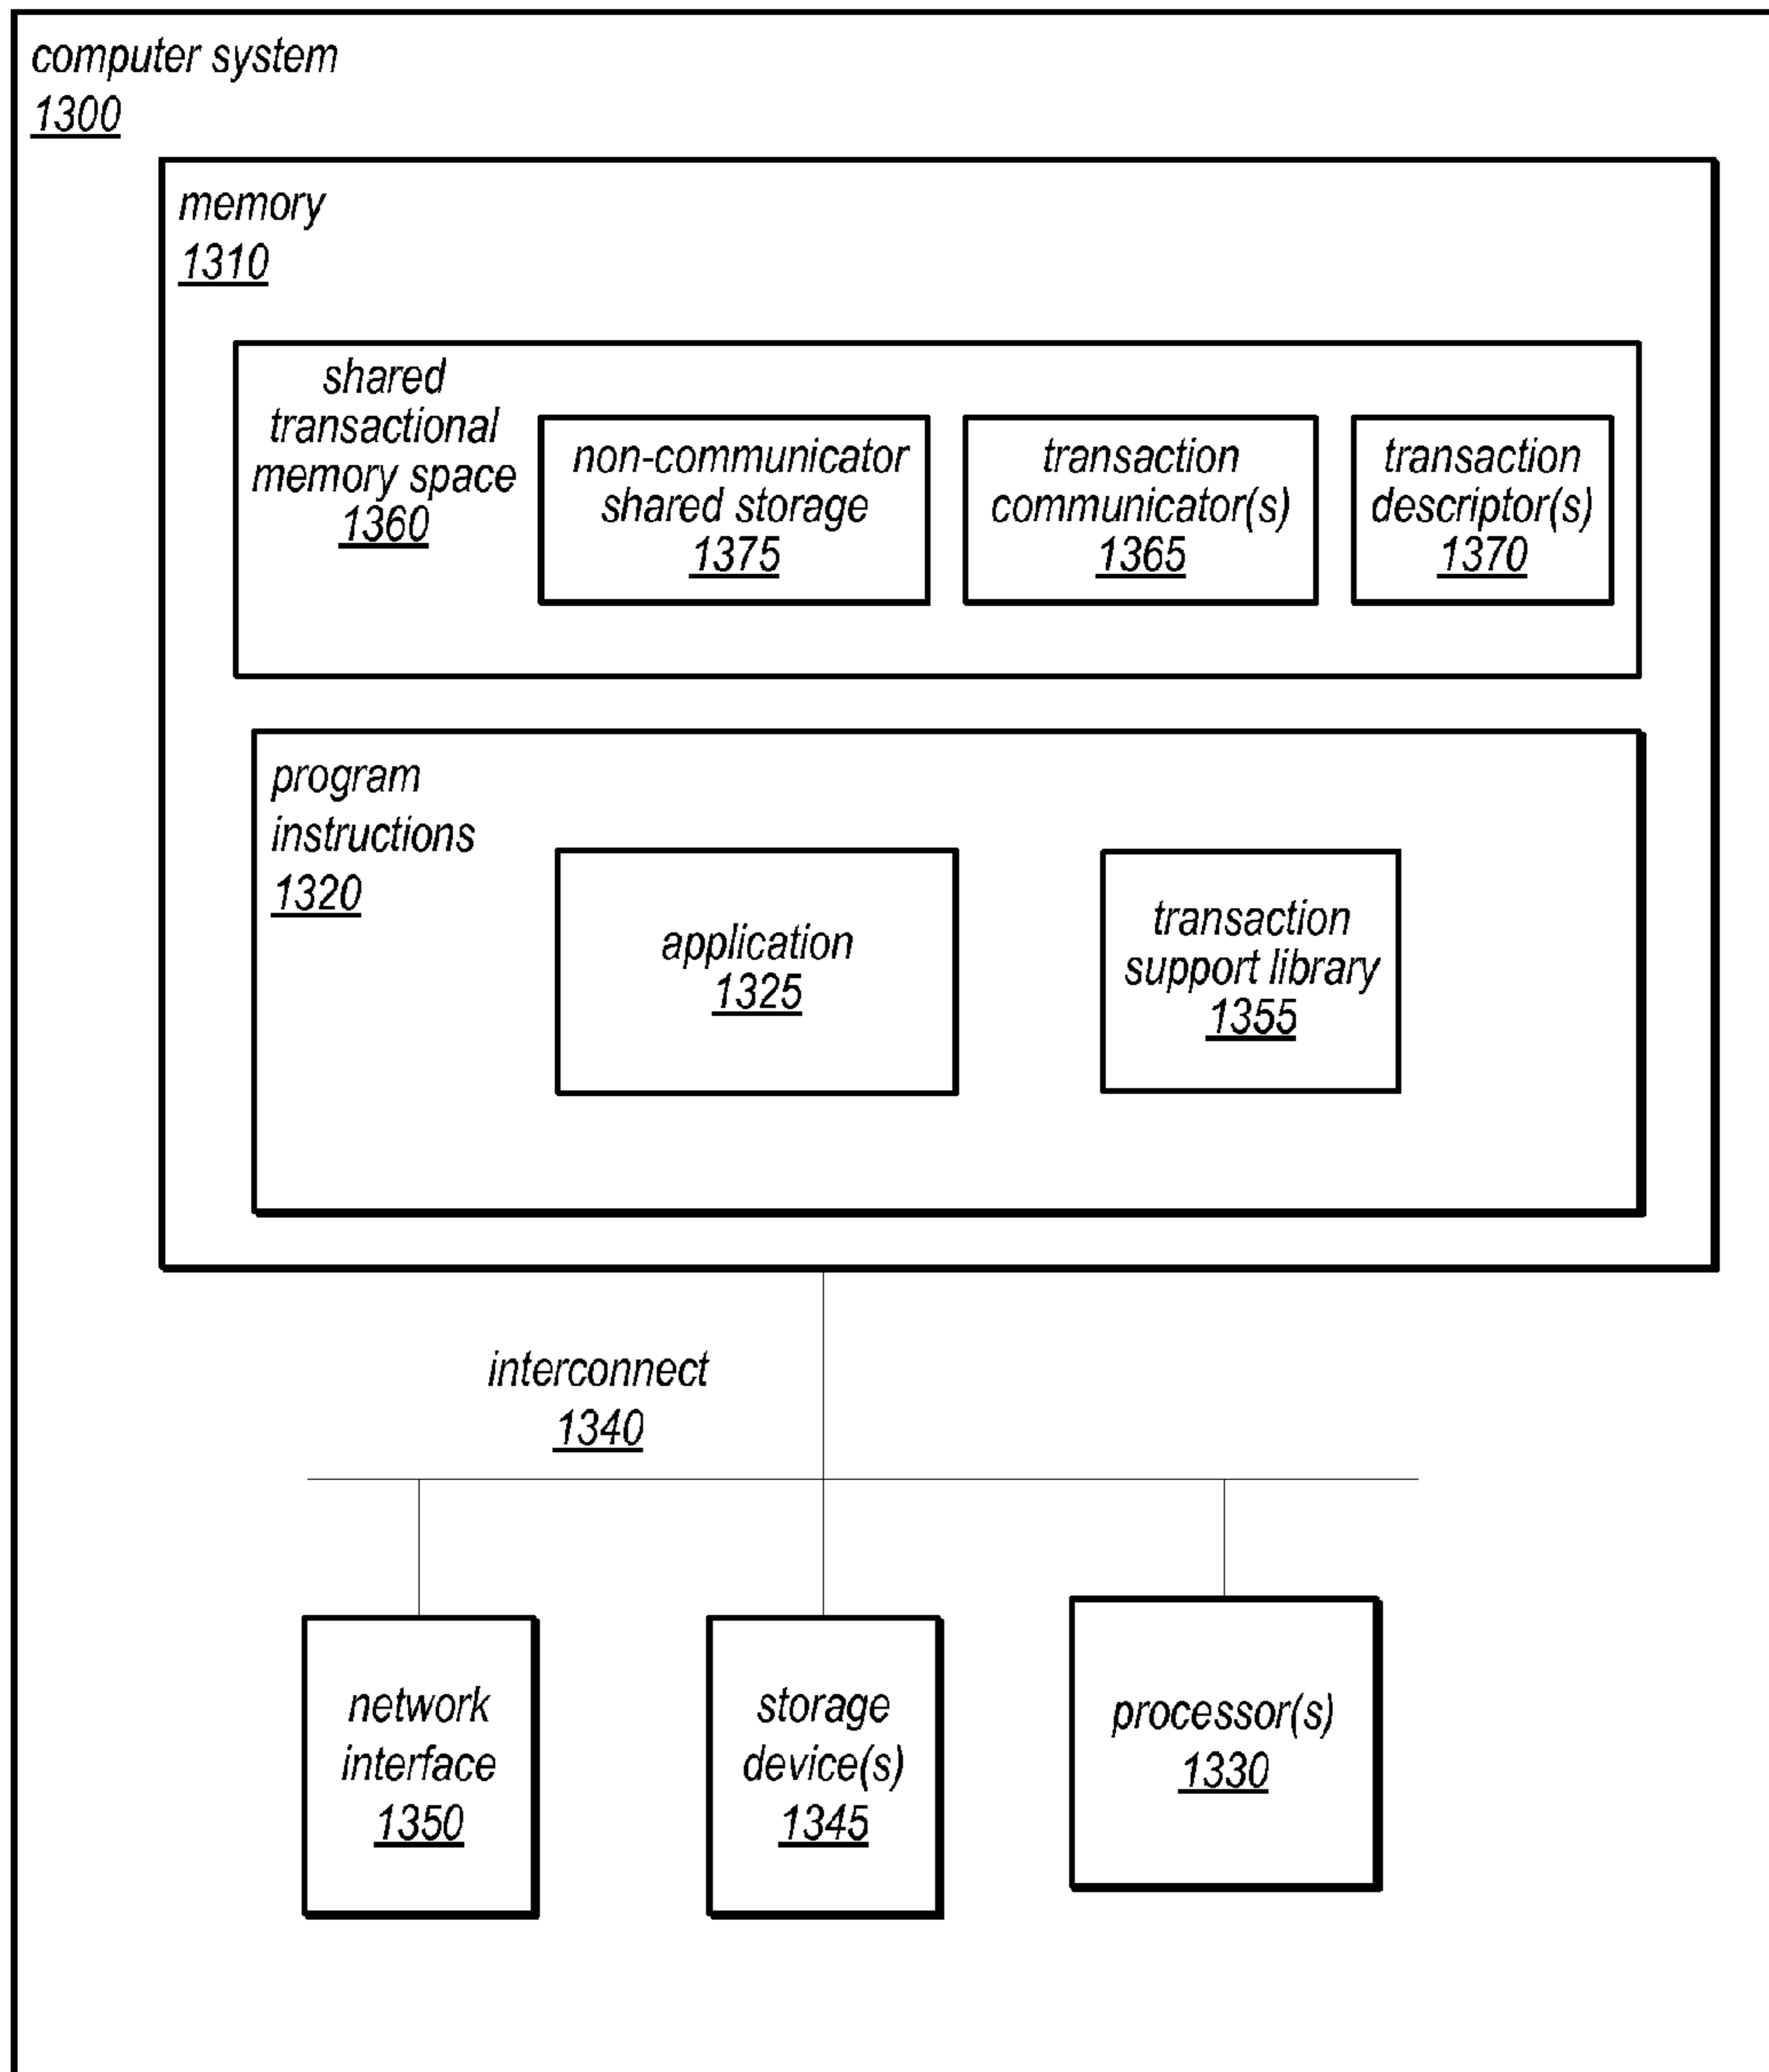 computer system
1300
memory
1310
shared
transactional
memory space
1360
non-communicator
shared storage
1375
transaction
communicator(s)
1365
transaction
descriptor(s)
1370
program
instructions
1320
application
1325
transaction
support library
1355
interconnect
1340
network
interface
1350
storage
device(s)
1345
processor(s)
1330